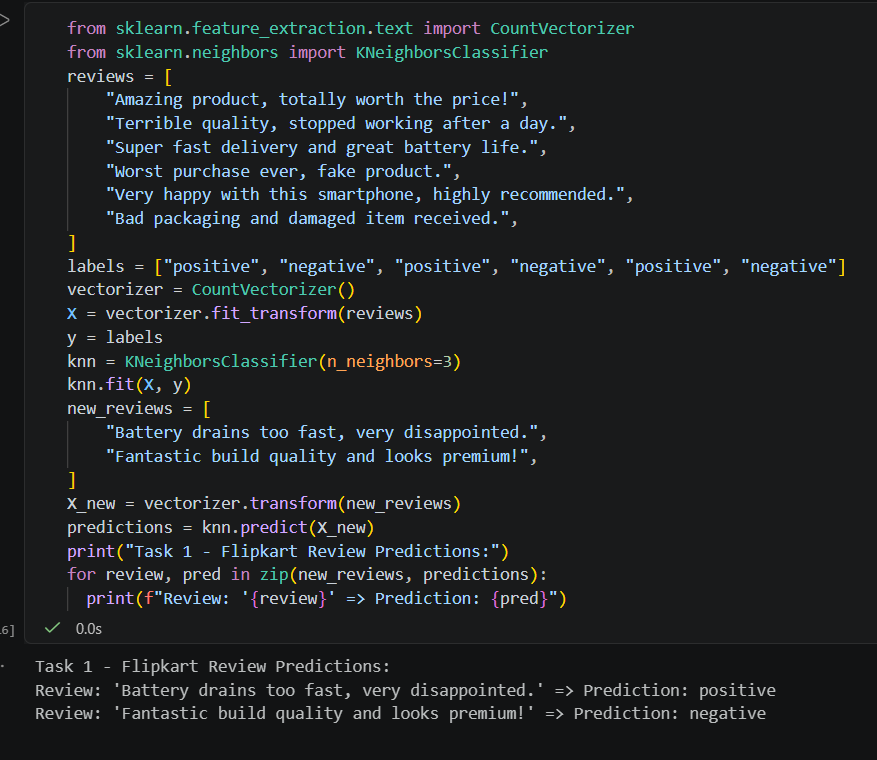 from sklearn.feature_extraction.text import CountVectorizer
from sklearn.neighbors import KNeighborsClassifier
reviews = [
    "Amazing product, totally worth the price!",
    "Terrible quality, stopped working after a day.",
    "Super fast delivery and great battery life.",
    "Worst purchase ever, fake product.",
    "Very happy with this smartphone, highly recommended.",
    "Bad packaging and damaged item received.",
]
labels = ["positive", "negative", "positive", "negative", "positive", "negative"]
vectorizer = CountVectorizer()
X = vectorizer.fit_transform(reviews)
y = labels
knn = KNeighborsClassifier(n_neighbors=3)
knn.fit(X, y)
new_reviews = [
    "Battery drains too fast, very disappointed.",
    "Fantastic build quality and looks premium!",
]
X_new = vectorizer.transform(new_reviews)
predictions = knn.predict(X_new)
print("Task 1 - Flipkart Review Predictions:")
for review, pred in zip(new_reviews, predictions):
  print(f"Review: '{review}' => Prediction: {pred}")
6]
0.0s
Task 1 - Flipkart Review Predictions:
Review: 'Battery drains too fast, very disappointed.' => Prediction: positive
Review: 'Fantastic build quality and looks premium!' => Prediction: negative